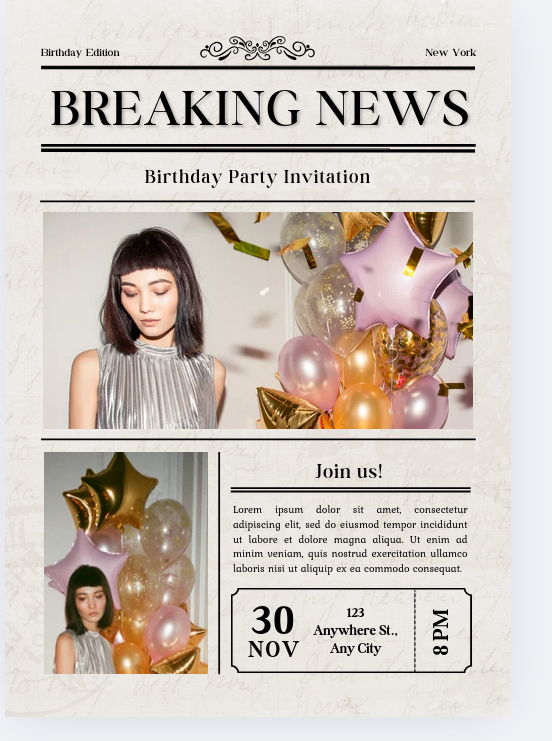 Birthday Edition
New York
BREAKING NEWS
Birthday Party Invitation
Join us!
Lorem ipsum dolor sit amet, consectetur
adipiscing elit, sed do eiusmod tempor incididunt
ut labore et dolore magna aliqua. Ut enim ad
minim veniam, quis nostrud exercitation ullamco
laboris nisi ut aliquip ex ea commodo consequat.
30
NOV
123
Anywhere St.,
Any City
8 PM